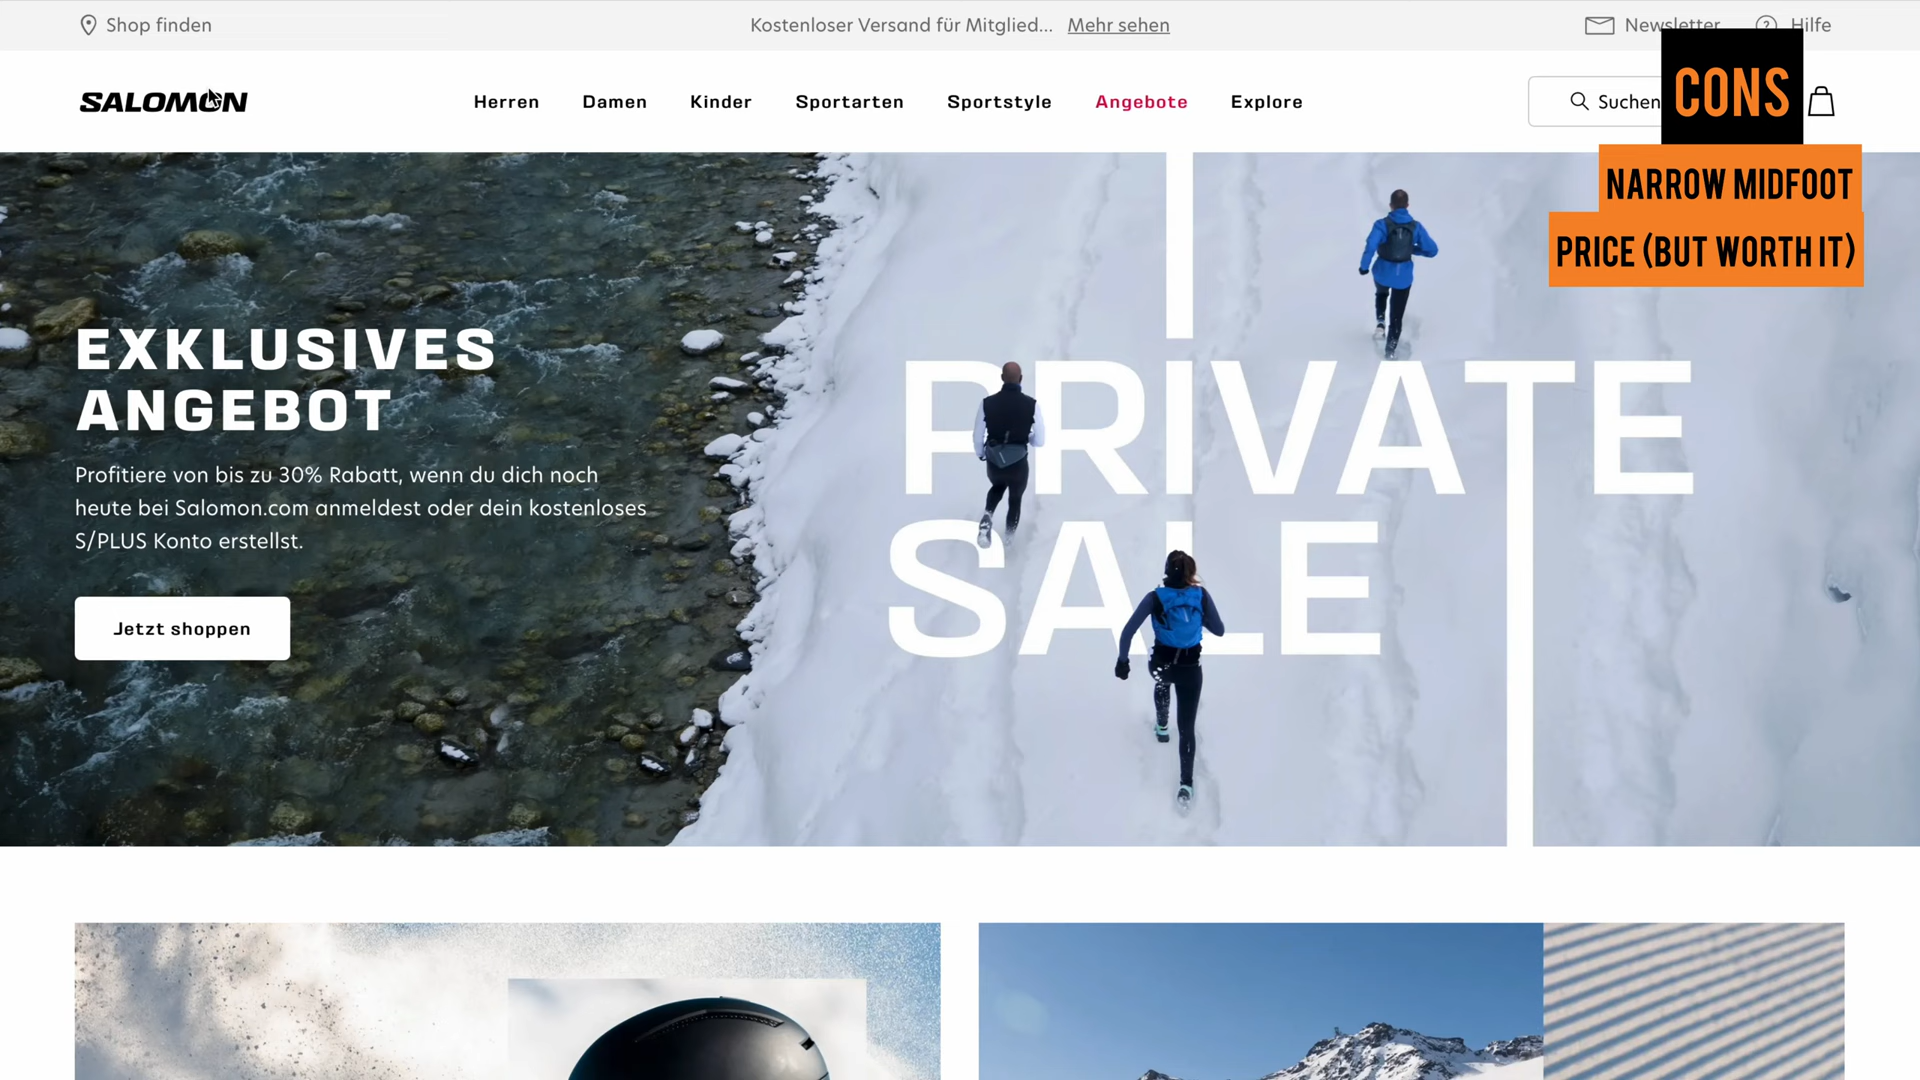 Shop finden
Kostenloser Versand für Mitglied... Mehr sehen
Newsletter
Hilfe
SALOMON
Herren
Damen
Kinder
Sportarten
Sportstyle
Angebote
Explore
Suchen
CONS
NARROW MIDFOOT
PRICE (BUT WORTH IT)
EXKLUSIVES
ANGEBOT
Profitiere von bis zu 30% Rabatt, wenn du dich noch
heute bei Salomon.com anmeldest oder dein kostenloses
S/PLUS Konto erstellst.
Jetzt shoppen
PRIVATE
SALE